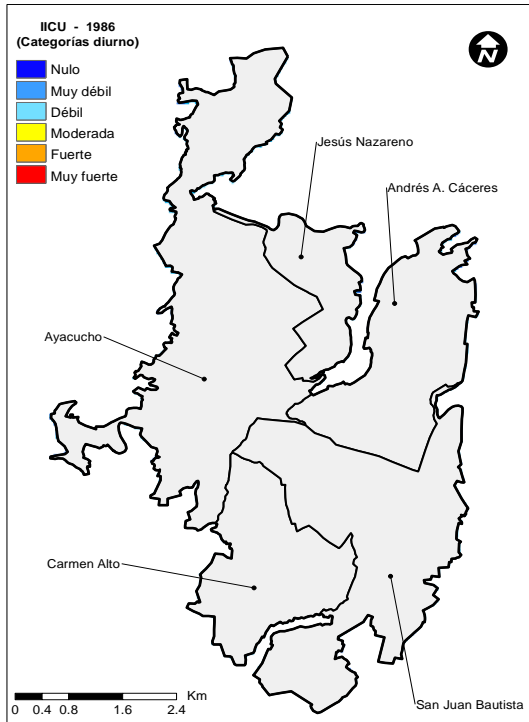 IICU - 1986
(Categorías diurno)
Nulo
Muy débil
Débil
Moderada
Fuerte
Muy fuerte
N
Jesús Nazareno
Andrés A. Cáceres
Ayacucho
Carmen Alto
San Juan Bautista
Km
0 0.4 0.8 1.6 2.4